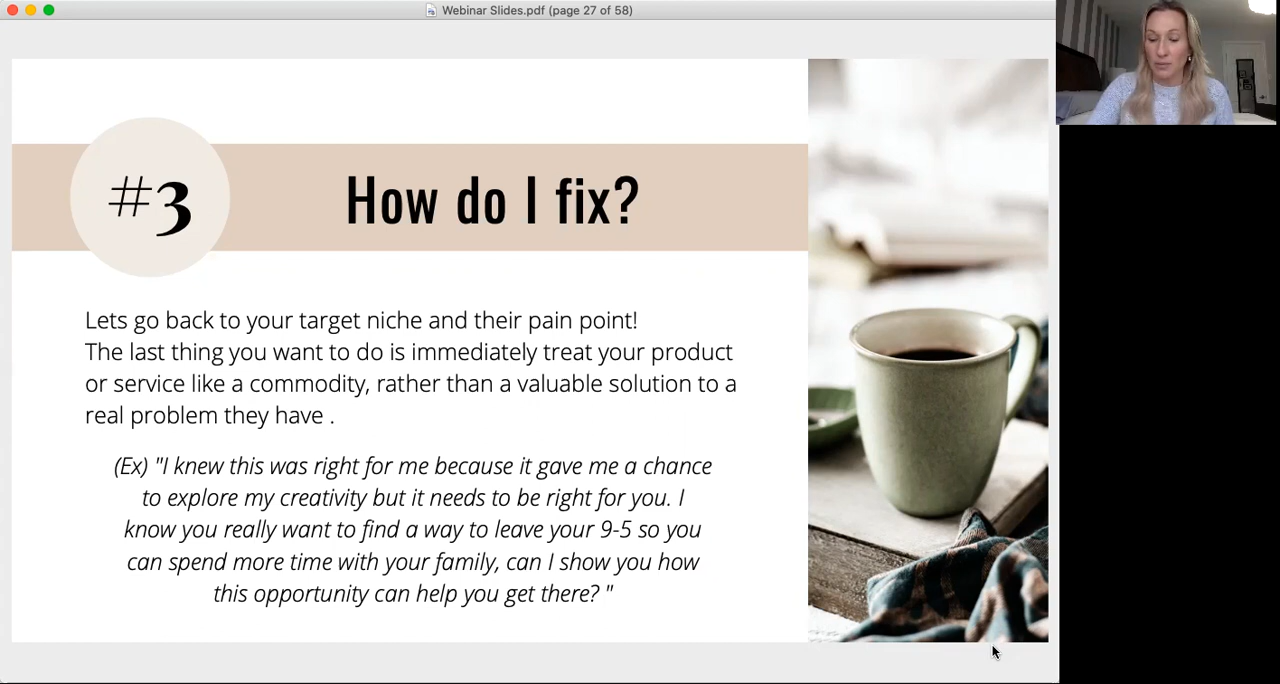 Webinar Slides.pdf (page 27 of 58)
#3
How do I fix?
Lets go back to your target niche and their pain point!
The last thing you want to do is immediately treat your product
or service like a commodity, rather than a valuable solution to a
real problem they have .
(Ex) "I knew this was right for me because it gave me a chance
to explore my creativity but it needs to be right for you. I
know you really want to find a way to leave your 9-5 so you
can spend more time with your family, can I show you how
this opportunity can help you get there? "